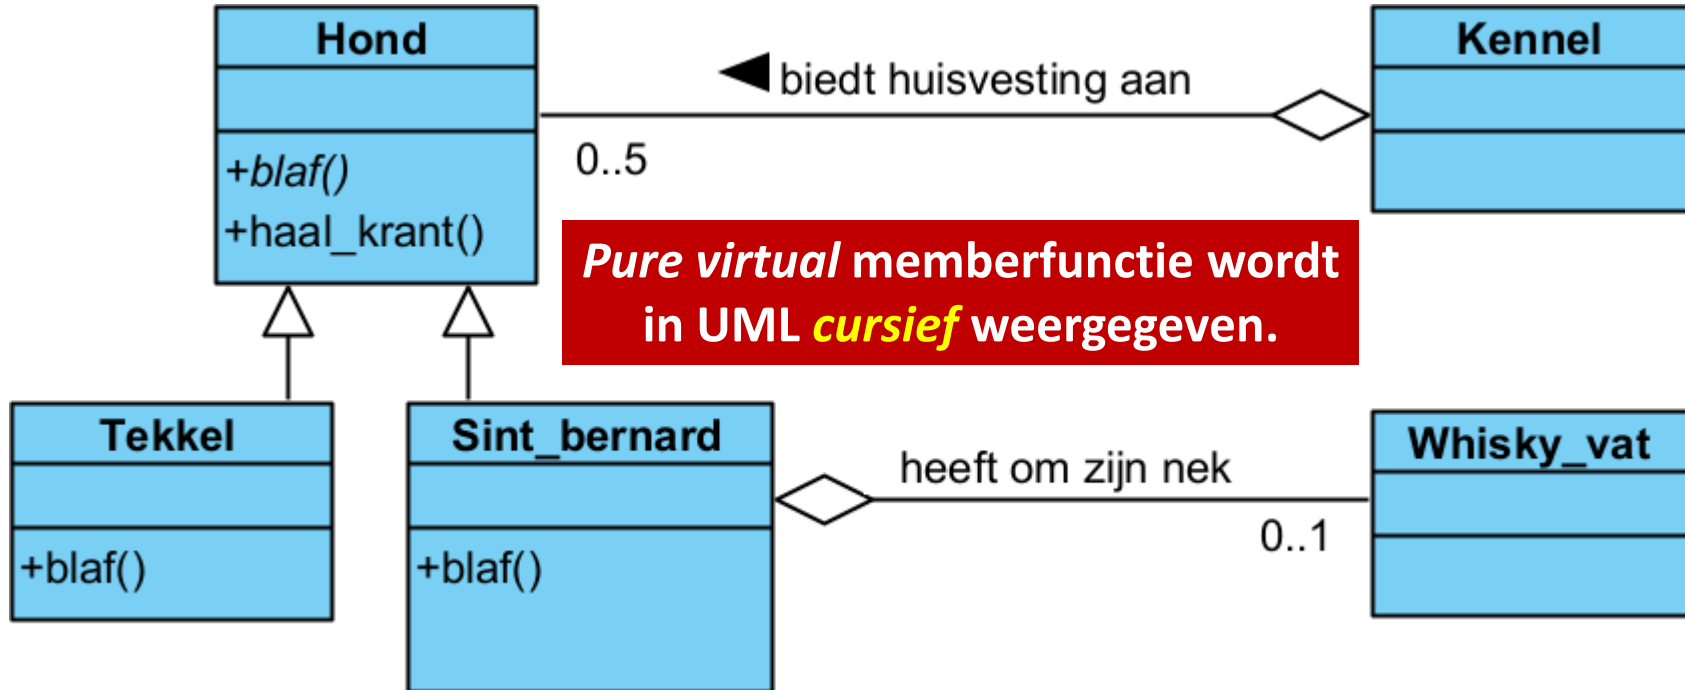 Hond
+blaf()
+haal_krant()
biedt huisvesting aan
0..5
Kennel
Pure virtual memberfunctie wordt
in UML cursief weergegeven.
Tekkel
+blaf()
Sint_bernard
+blaf()
heeft om zijn nek
0..1
Whisky_vat